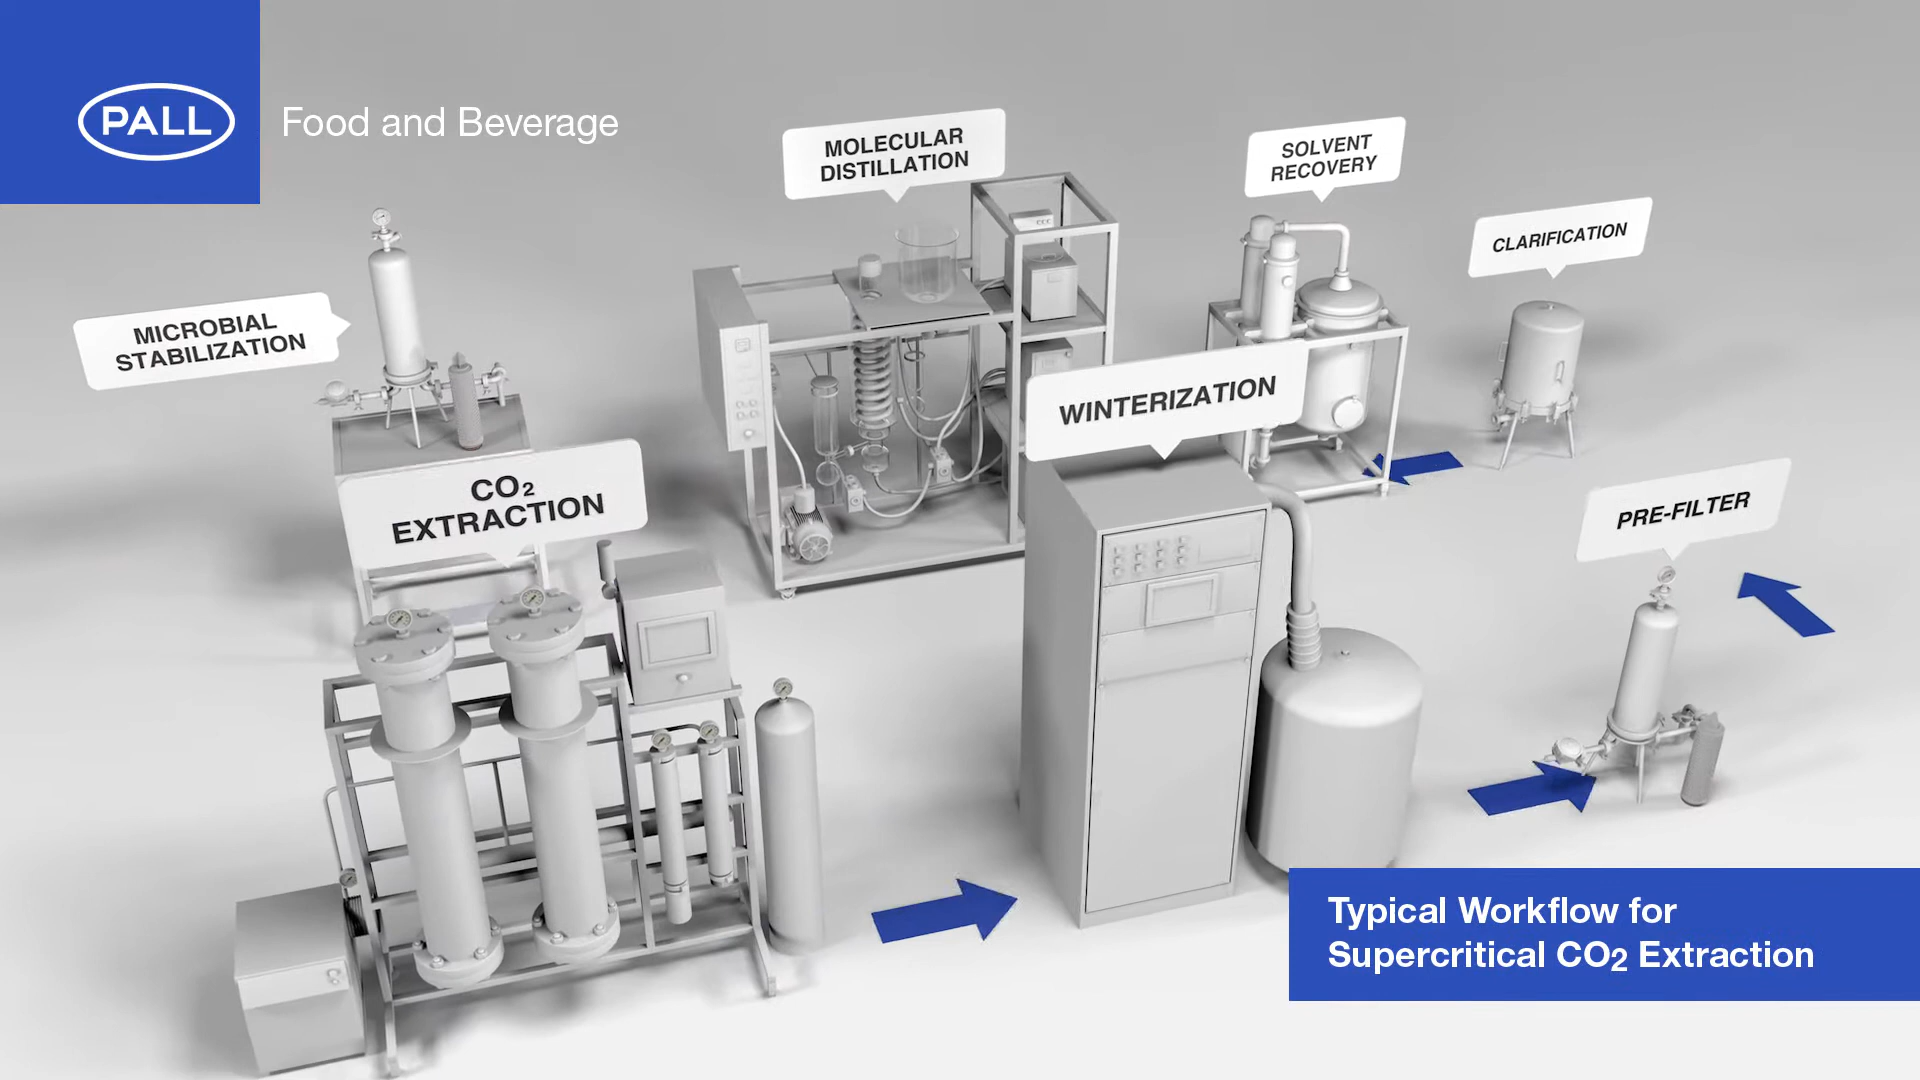 PALL
Food and Beverage
MOLECULAR
DISTILLATION
SOLVENT
RECOVERY
CLARIFICATION
MICROBIAL
STABILIZATION
WINTERIZATION
CO₂
EXTRACTION
PRE-FILTER
Typical Workflow for
Supercritical CO2 Extraction